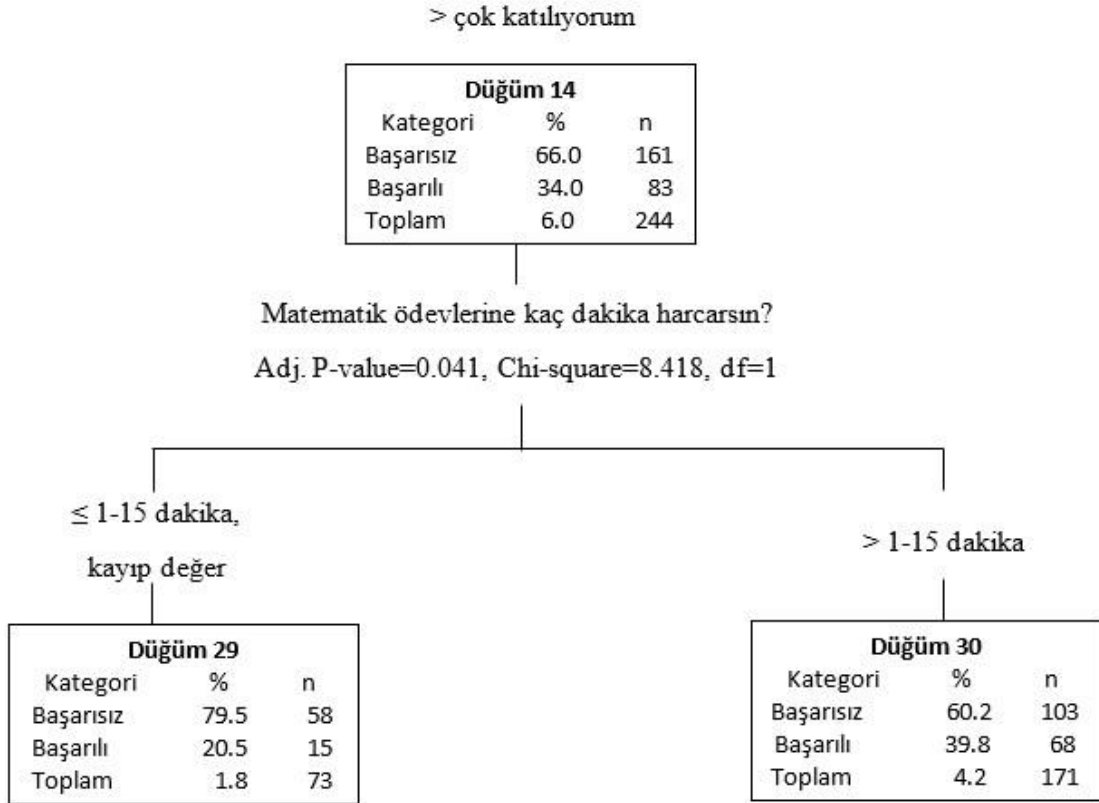 > çok katılıyorum
Düğüm 14
Kategori % n
Başarısız 66.0 161
Başarılı 34.0 83
Toplam 6.0 244
Matematik ödevlerine kaç dakika harcarsın?
Adj. P-value=0.041, Chi-square=8.418, df=1
≤ 1-15 dakika,
kayıp değer
> 1-15 dakika
Düğüm 29
Kategori % n
Başarısız 79.5 58
Başarılı 20.5 15
Toplam 1.8 73
Düğüm 30
Kategori % n
Başarısız 60.2 103
Başarılı 39.8 68
Toplam 4.2 171